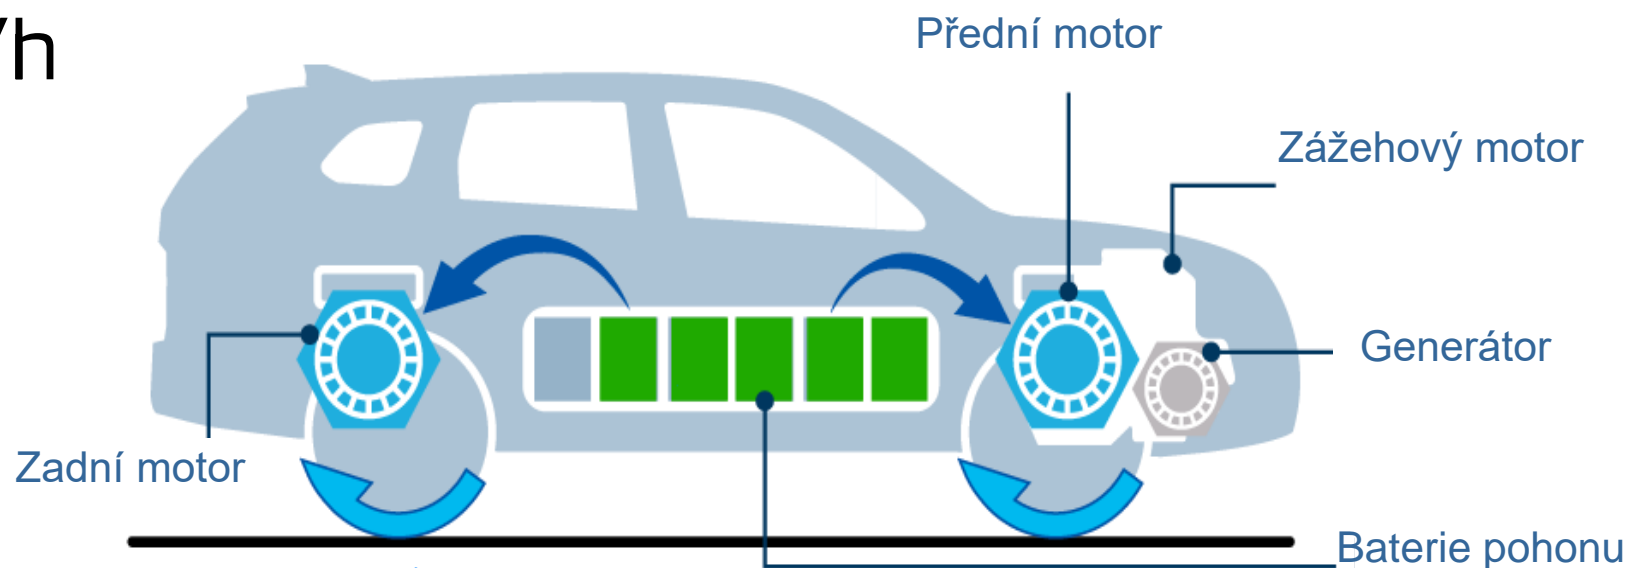 /h
Přední motor
Zážehový motor
Generátor
Zadní motor
Baterie pohonu